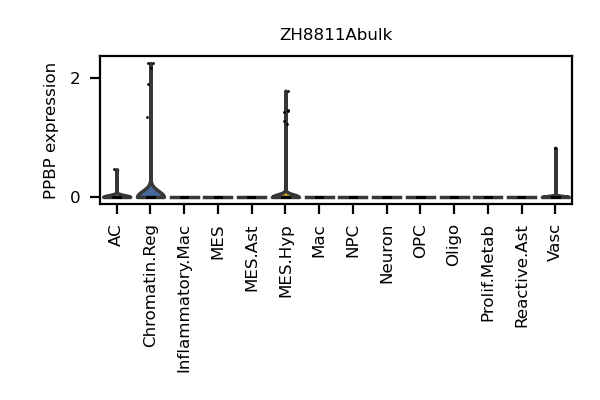 ZH8811Abulk
PPBP expression
2
0
AC
Chromatin.Reg
Inflammatory.Mac
MES
MES.Ast
MES.Hyp
Mac
NPC
Neuron
OPC
Oligo
Prolif.Metab
Reactive.Ast
Vasc